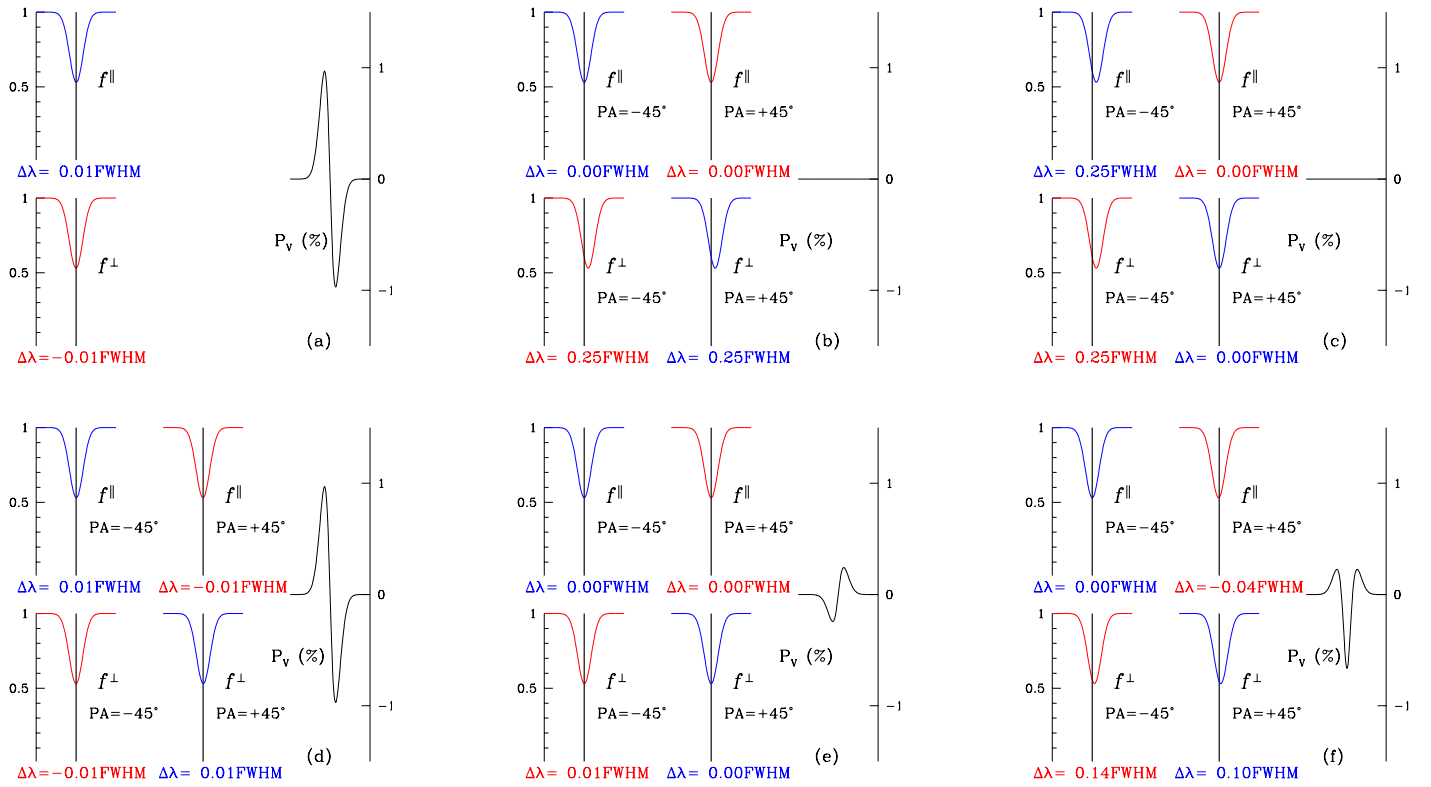 1
0.5
f∥
Δλ= 0.01FWHM
1
0.5
f⊥
Δλ=−0.01FWHM
1
0
−1
P_V (%)
(a)
1
0.5
f∥
PA=−45°
Δλ= 0.00FWHM
f∥
PA=+45°
Δλ= 0.00FWHM
1
0.5
f⊥
PA=−45°
Δλ= 0.25FWHM
f⊥
PA=+45°
Δλ= 0.25FWHM
1
0
−1
P_V (%)
(b)
1
0.5
f∥
PA=−45°
Δλ= 0.25FWHM
f∥
PA=+45°
Δλ= 0.00FWHM
1
0.5
f⊥
PA=−45°
Δλ= 0.25FWHM
f⊥
PA=+45°
Δλ= 0.00FWHM
1
0
−1
P_V (%)
(c)
1
0.5
f∥
PA=−45°
Δλ= 0.01FWHM
f∥
PA=+45°
Δλ=−0.01FWHM
1
0.5
f⊥
PA=−45°
Δλ=−0.01FWHM
f⊥
PA=+45°
Δλ= 0.01FWHM
1
0
−1
P_V (%)
(d)
1
0.5
f∥
PA=−45°
Δλ= 0.00FWHM
f∥
PA=+45°
Δλ= 0.00FWHM
1
0.5
f⊥
PA=−45°
Δλ= 0.01FWHM
f⊥
PA=+45°
Δλ= 0.00FWHM
1
0
−1
P_V (%)
(e)
1
0.5
f∥
PA=−45°
Δλ= 0.00FWHM
f∥
PA=+45°
Δλ=−0.04FWHM
1
0.5
f⊥
PA=−45°
Δλ= 0.14FWHM
f⊥
PA=+45°
Δλ= 0.10FWHM
1
0
−1
P_V (%)
(f)